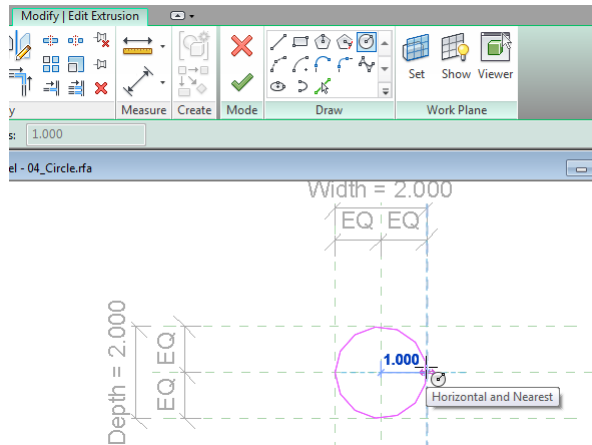 Modify | Edit Extrusion
Set Show Viewer
Measure Create Mode Draw Work Plane
s: 1.000
el - 04_Circle.rfa
Width = 2.000
EQ EQ
Depth = 2.000
EQ EQ
1.000
Horizontal and Nearest